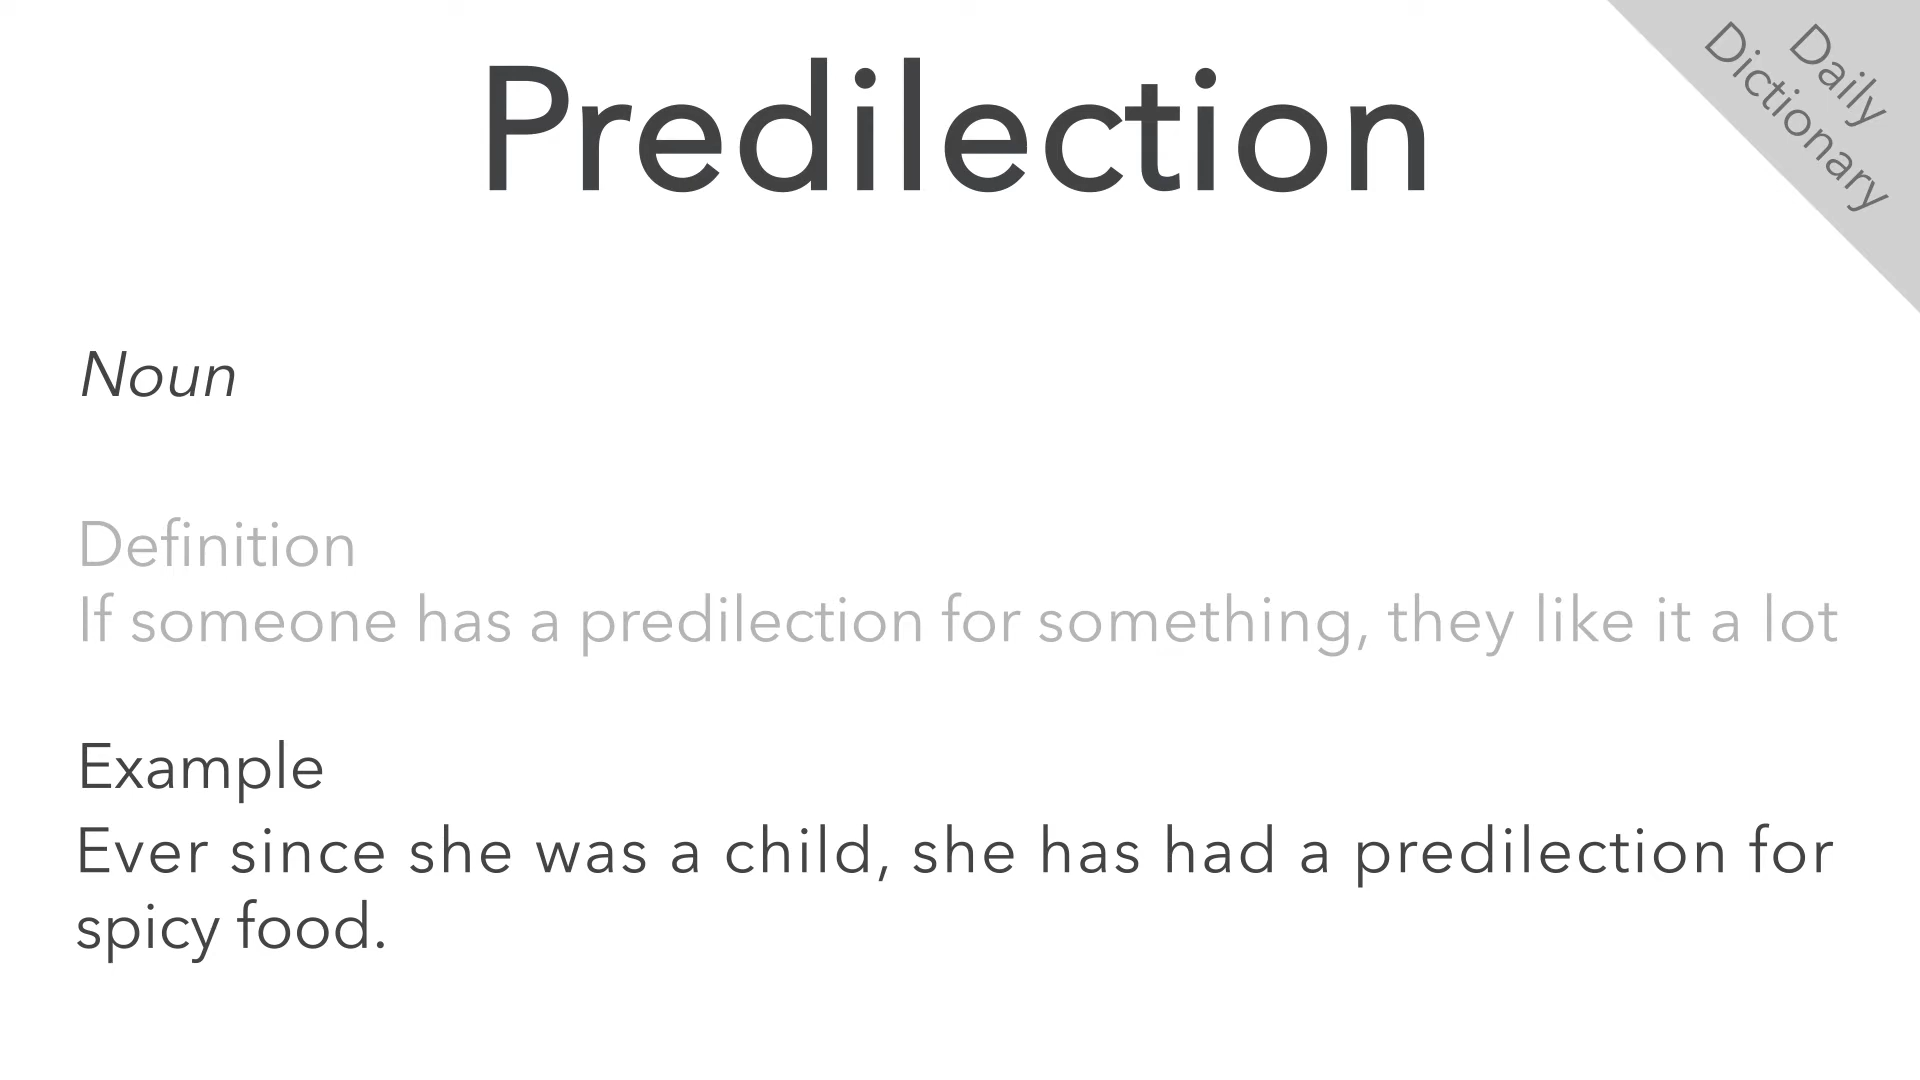 Predilection
Daily
Dictionary
Noun
Definition
If someone has a predilection for something, they like it a lot
Example
Ever since she was a child, she has had a predilection for
spicy food.